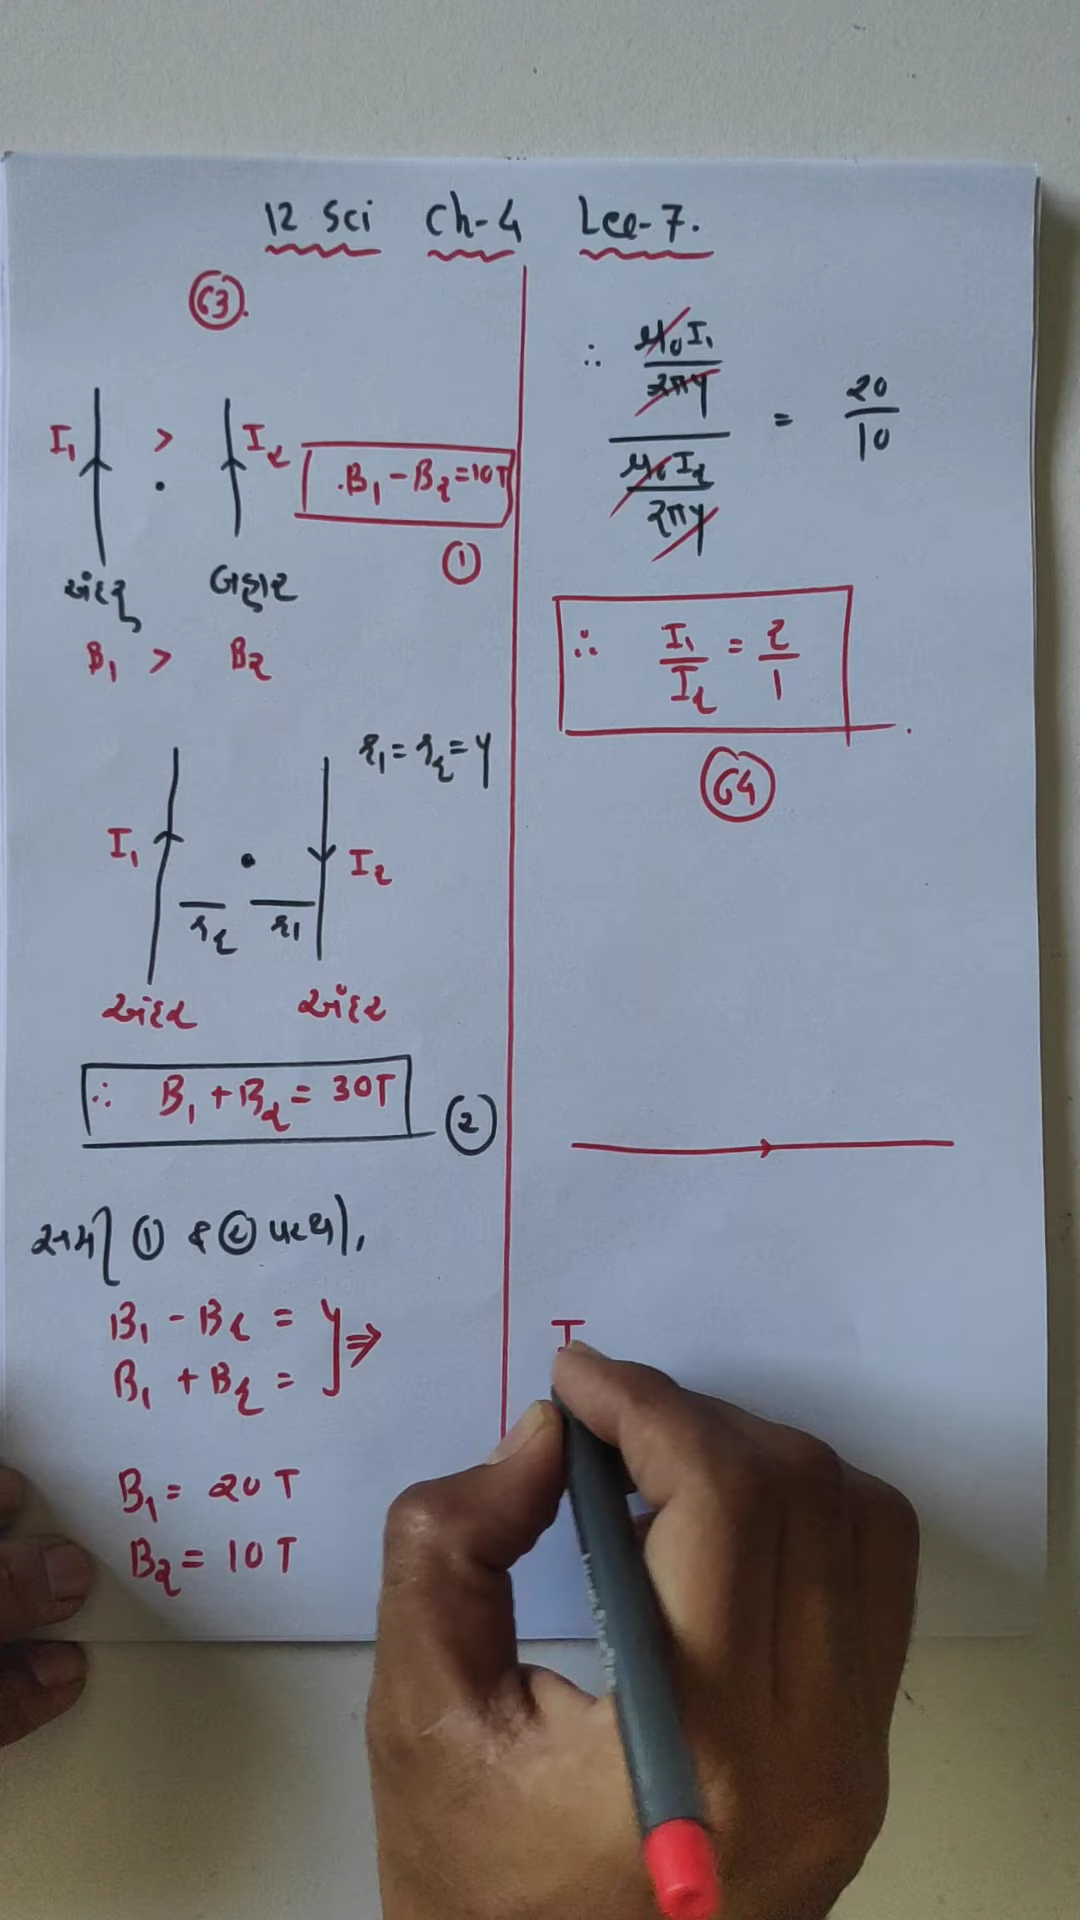 12 Sci Ch-4 Lec-7.
63.
I₁ > I₂
B₁ - B₂ = 10T
①
અંદર બહાર
B₁ > B₂
r₁ = r₂ = y
I₁ I₂
r₂ r₁
અંદર અંદર
∴ B₁ + B₂ = 30T
②
સમી ① & ② પરથી,
B₁ - B₂ =
B₁ + B₂ = } ⇒
B₁ = 20 T
B₂ = 10 T
∴ (μ₀I₁ / 2πy) / (μ₀I₂ / 2πy) = 20 / 10
∴ I₁ / I₂ = 2 / 1
64
I